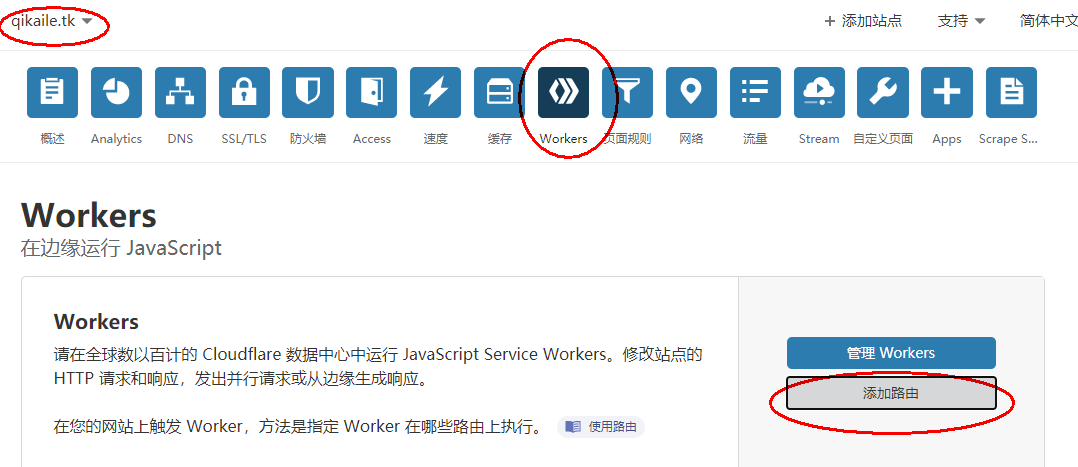 qikaile.tk
+ 添加站点 支持 简体中文
概述 Analytics DNS SSL/TLS 防火墙 Access 速度 缓存 Workers 页面规则 网络 流量 Stream 自定义页面 Apps Scrape S...
Workers
在边缘运行 JavaScript
Workers
请在全球数以百计的 Cloudflare 数据中心中运行 JavaScript Service Workers。修改站点的
HTTP 请求和响应，发出并行请求或从边缘生成响应。
在您的网站上触发 Worker，方法是指定 Worker 在哪些路由上执行。 使用路由
管理 Workers
添加路由